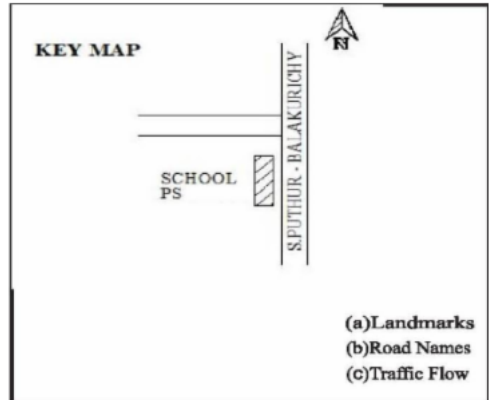 N
KEY MAP
S.PUTHUR - BALAKURICHY
SCHOOL
PS
(a)Landmarks
(b)Road Names
(c)Traffic Flow